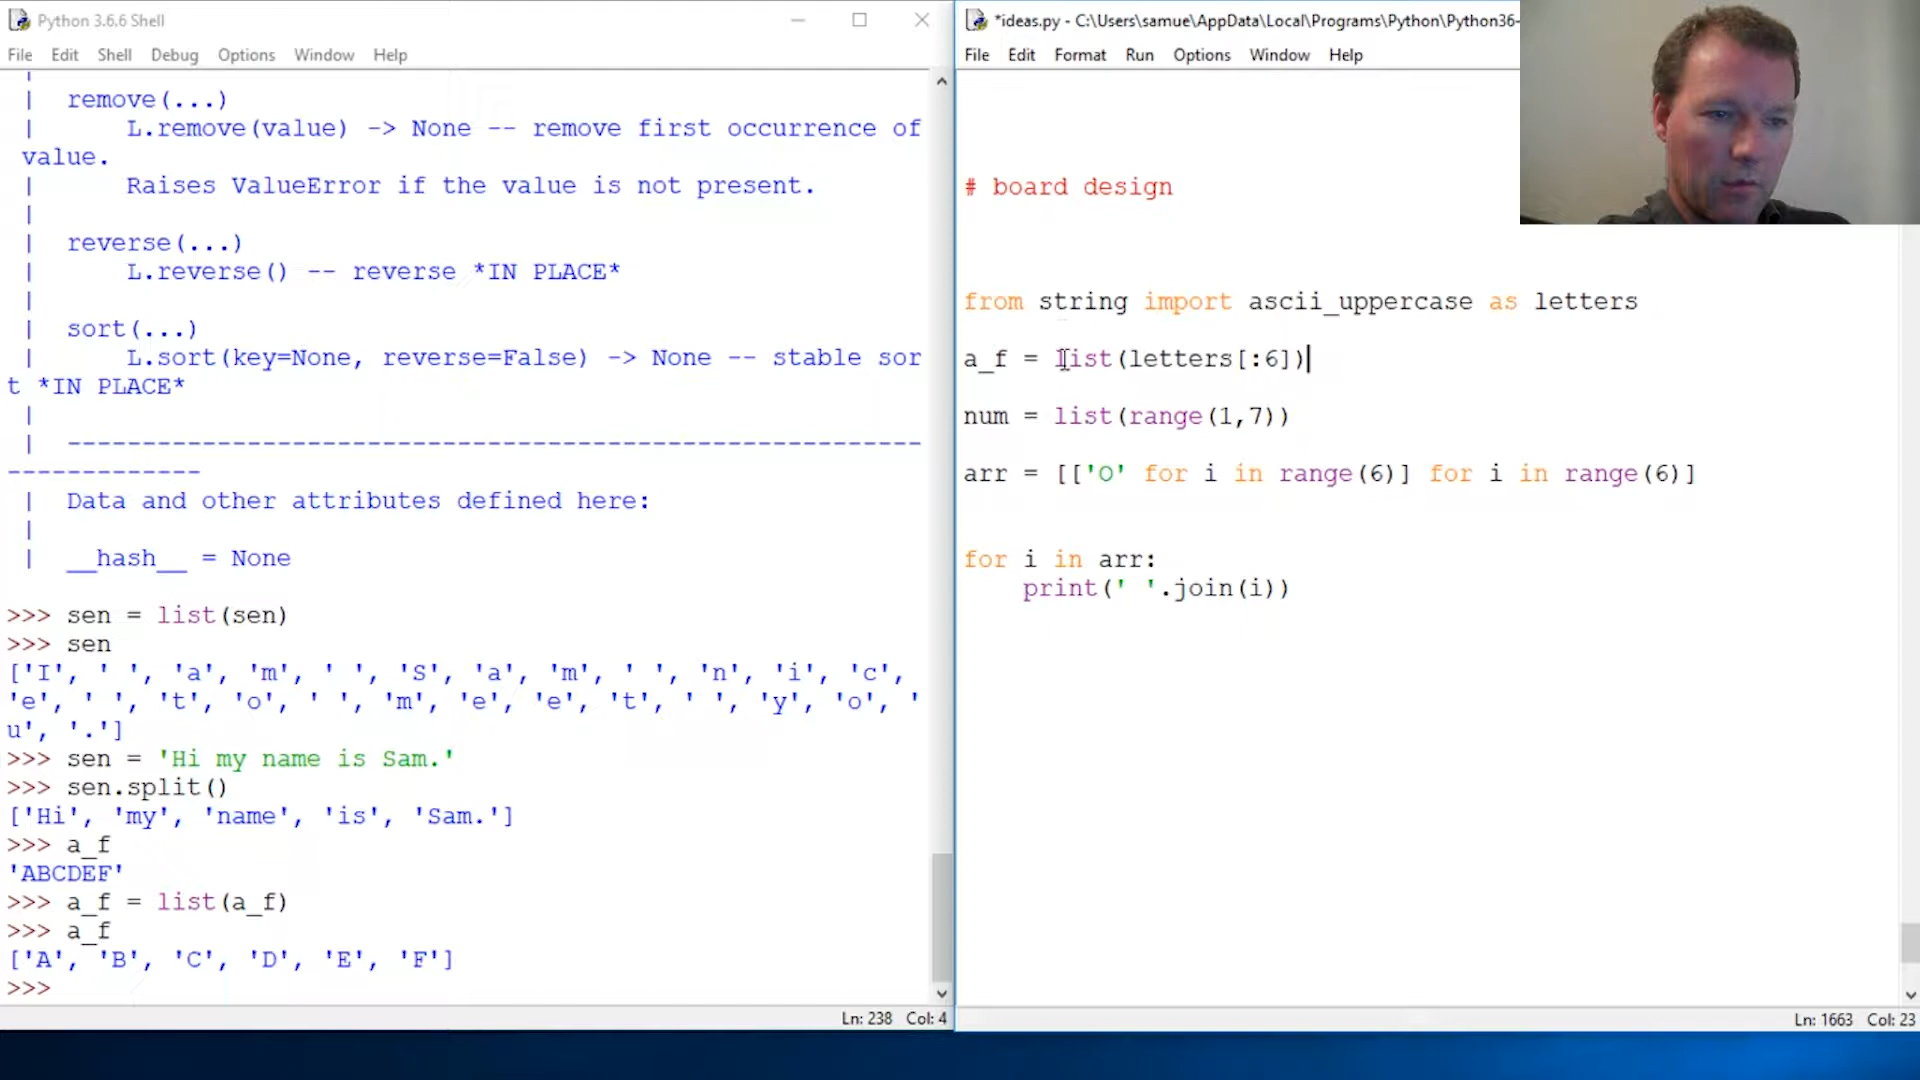 Python 3.6.6 Shell
File Edit Shell Debug Options Window Help
|
| remove(...)
| L.remove(value) -> None -- remove first occurrence of
value.
| Raises ValueError if the value is not present.
|
| reverse(...)
| L.reverse() -- reverse *IN PLACE*
|
| sort(...)
| L.sort(key=None, reverse=False) -> None -- stable sor
t *IN PLACE*
|
| ---------------------------------------------------------
-------------
| Data and other attributes defined here:
|
| __hash__ = None
>>> sen = list(sen)
>>> sen
['I', ' ', 'a', 'm', ' ', 'S', 'a', 'm', ' ', 'n', 'i', 'c',
'e', ' ', 't', 'o', ' ', 'm', 'e', 'e', 't', ' ', 'y', 'o', '
u', '.']
>>> sen = 'Hi my name is Sam.'
>>> sen.split()
['Hi', 'my', 'name', 'is', 'Sam.']
>>> a_f
'ABCDEF'
>>> a_f = list(a_f)
>>> a_f
['A', 'B', 'C', 'D', 'E', 'F']
>>>
Ln: 238 Col: 4
*ideas.py - C:\Users\samue\AppData\Local\Programs\Python\Python36-
File Edit Format Run Options Window Help
# board design
from string import ascii_uppercase as letters
a_f = list(letters[:6])
num = list(range(1,7))
arr = [['O' for i in range(6)] for i in range(6)]
for i in arr:
print(' '.join(i))
Ln: 1663 Col: 23